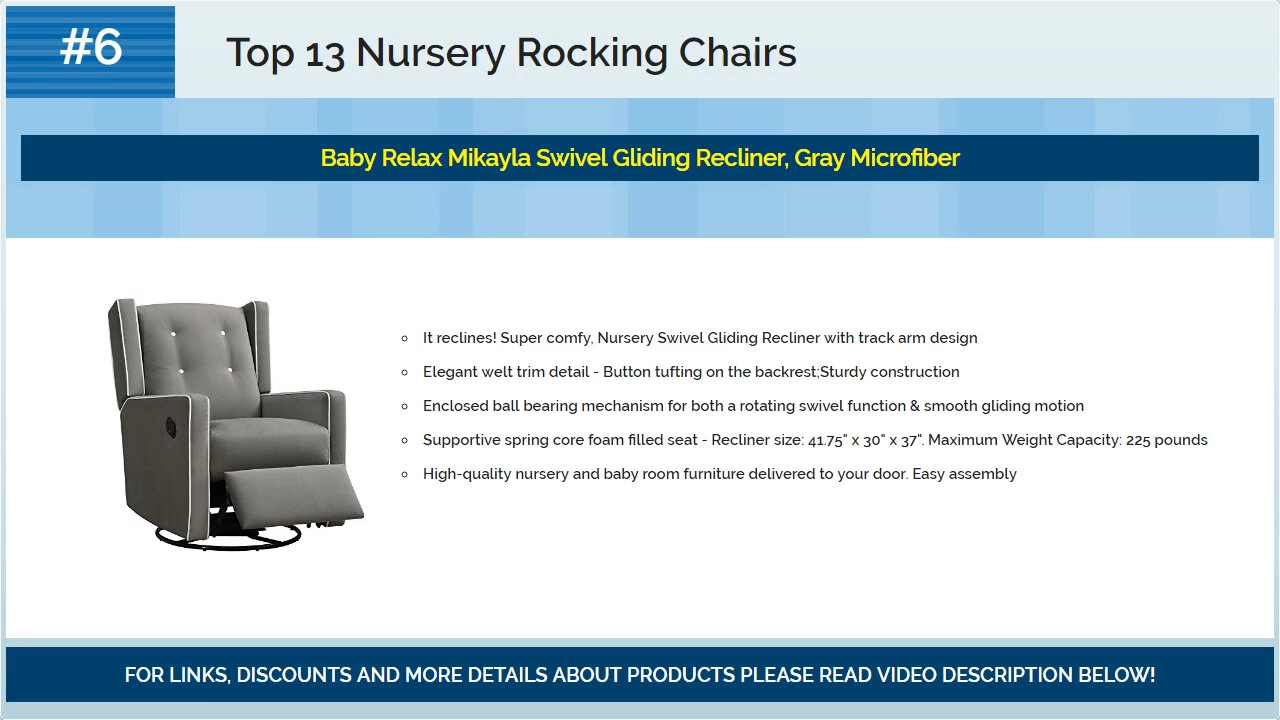 #6
Top 13 Nursery Rocking Chairs
Baby Relax Mikayla Swivel Gliding Recliner, Gray Microfiber
It reclines! Super comfy, Nursery Swivel Gliding Recliner with track arm design
Elegant welt trim detail - Button tufting on the backrest;Sturdy construction
Enclosed ball bearing mechanism for both a rotating swivel function & smooth gliding motion
Supportive spring core foam filled seat - Recliner size: 41.75" x 30" x 37". Maximum Weight Capacity: 225 pounds
High-quality nursery and baby room furniture delivered to your door. Easy assembly
FOR LINKS, DISCOUNTS AND MORE DETAILS ABOUT PRODUCTS PLEASE READ VIDEO DESCRIPTION BELOW!